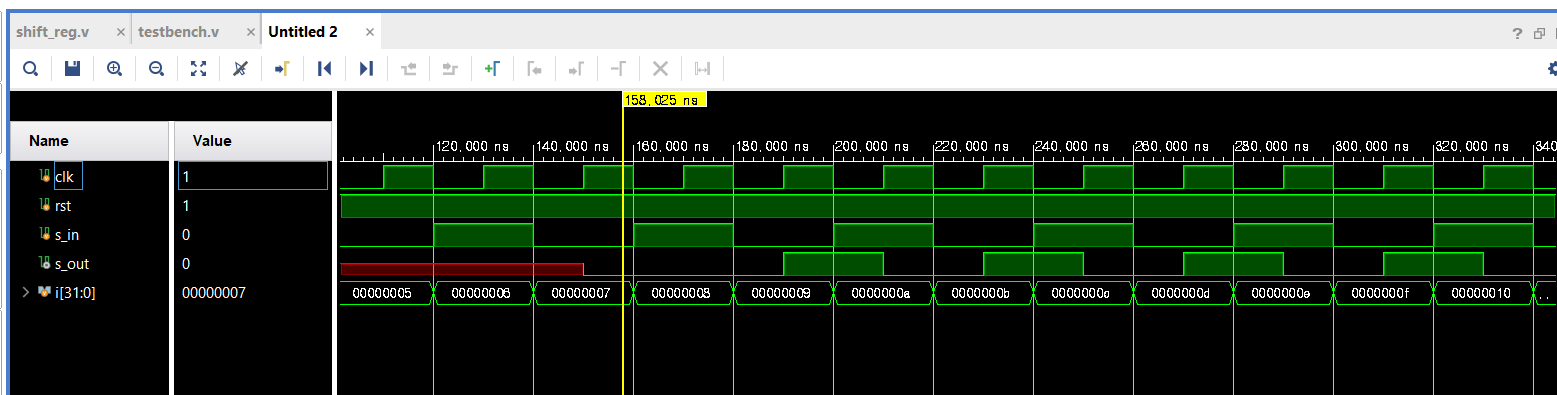 shift_reg.v × testbench.v × Untitled 2 ×
?
158.025 ns
Name Value
120.000 ns 140.000 ns 160.000 ns 180.000 ns 200.000 ns 220.000 ns 240.000 ns 260.000 ns 280.000 ns 300.000 ns 320.000 ns 340
clk 1
rst 1
s_in 0
s_out 0
i[31:0] 00000007 00000005 00000006 00000007 00000008 00000009 0000000a 0000000b 0000000c 0000000d 0000000e 0000000f 00000010 ..